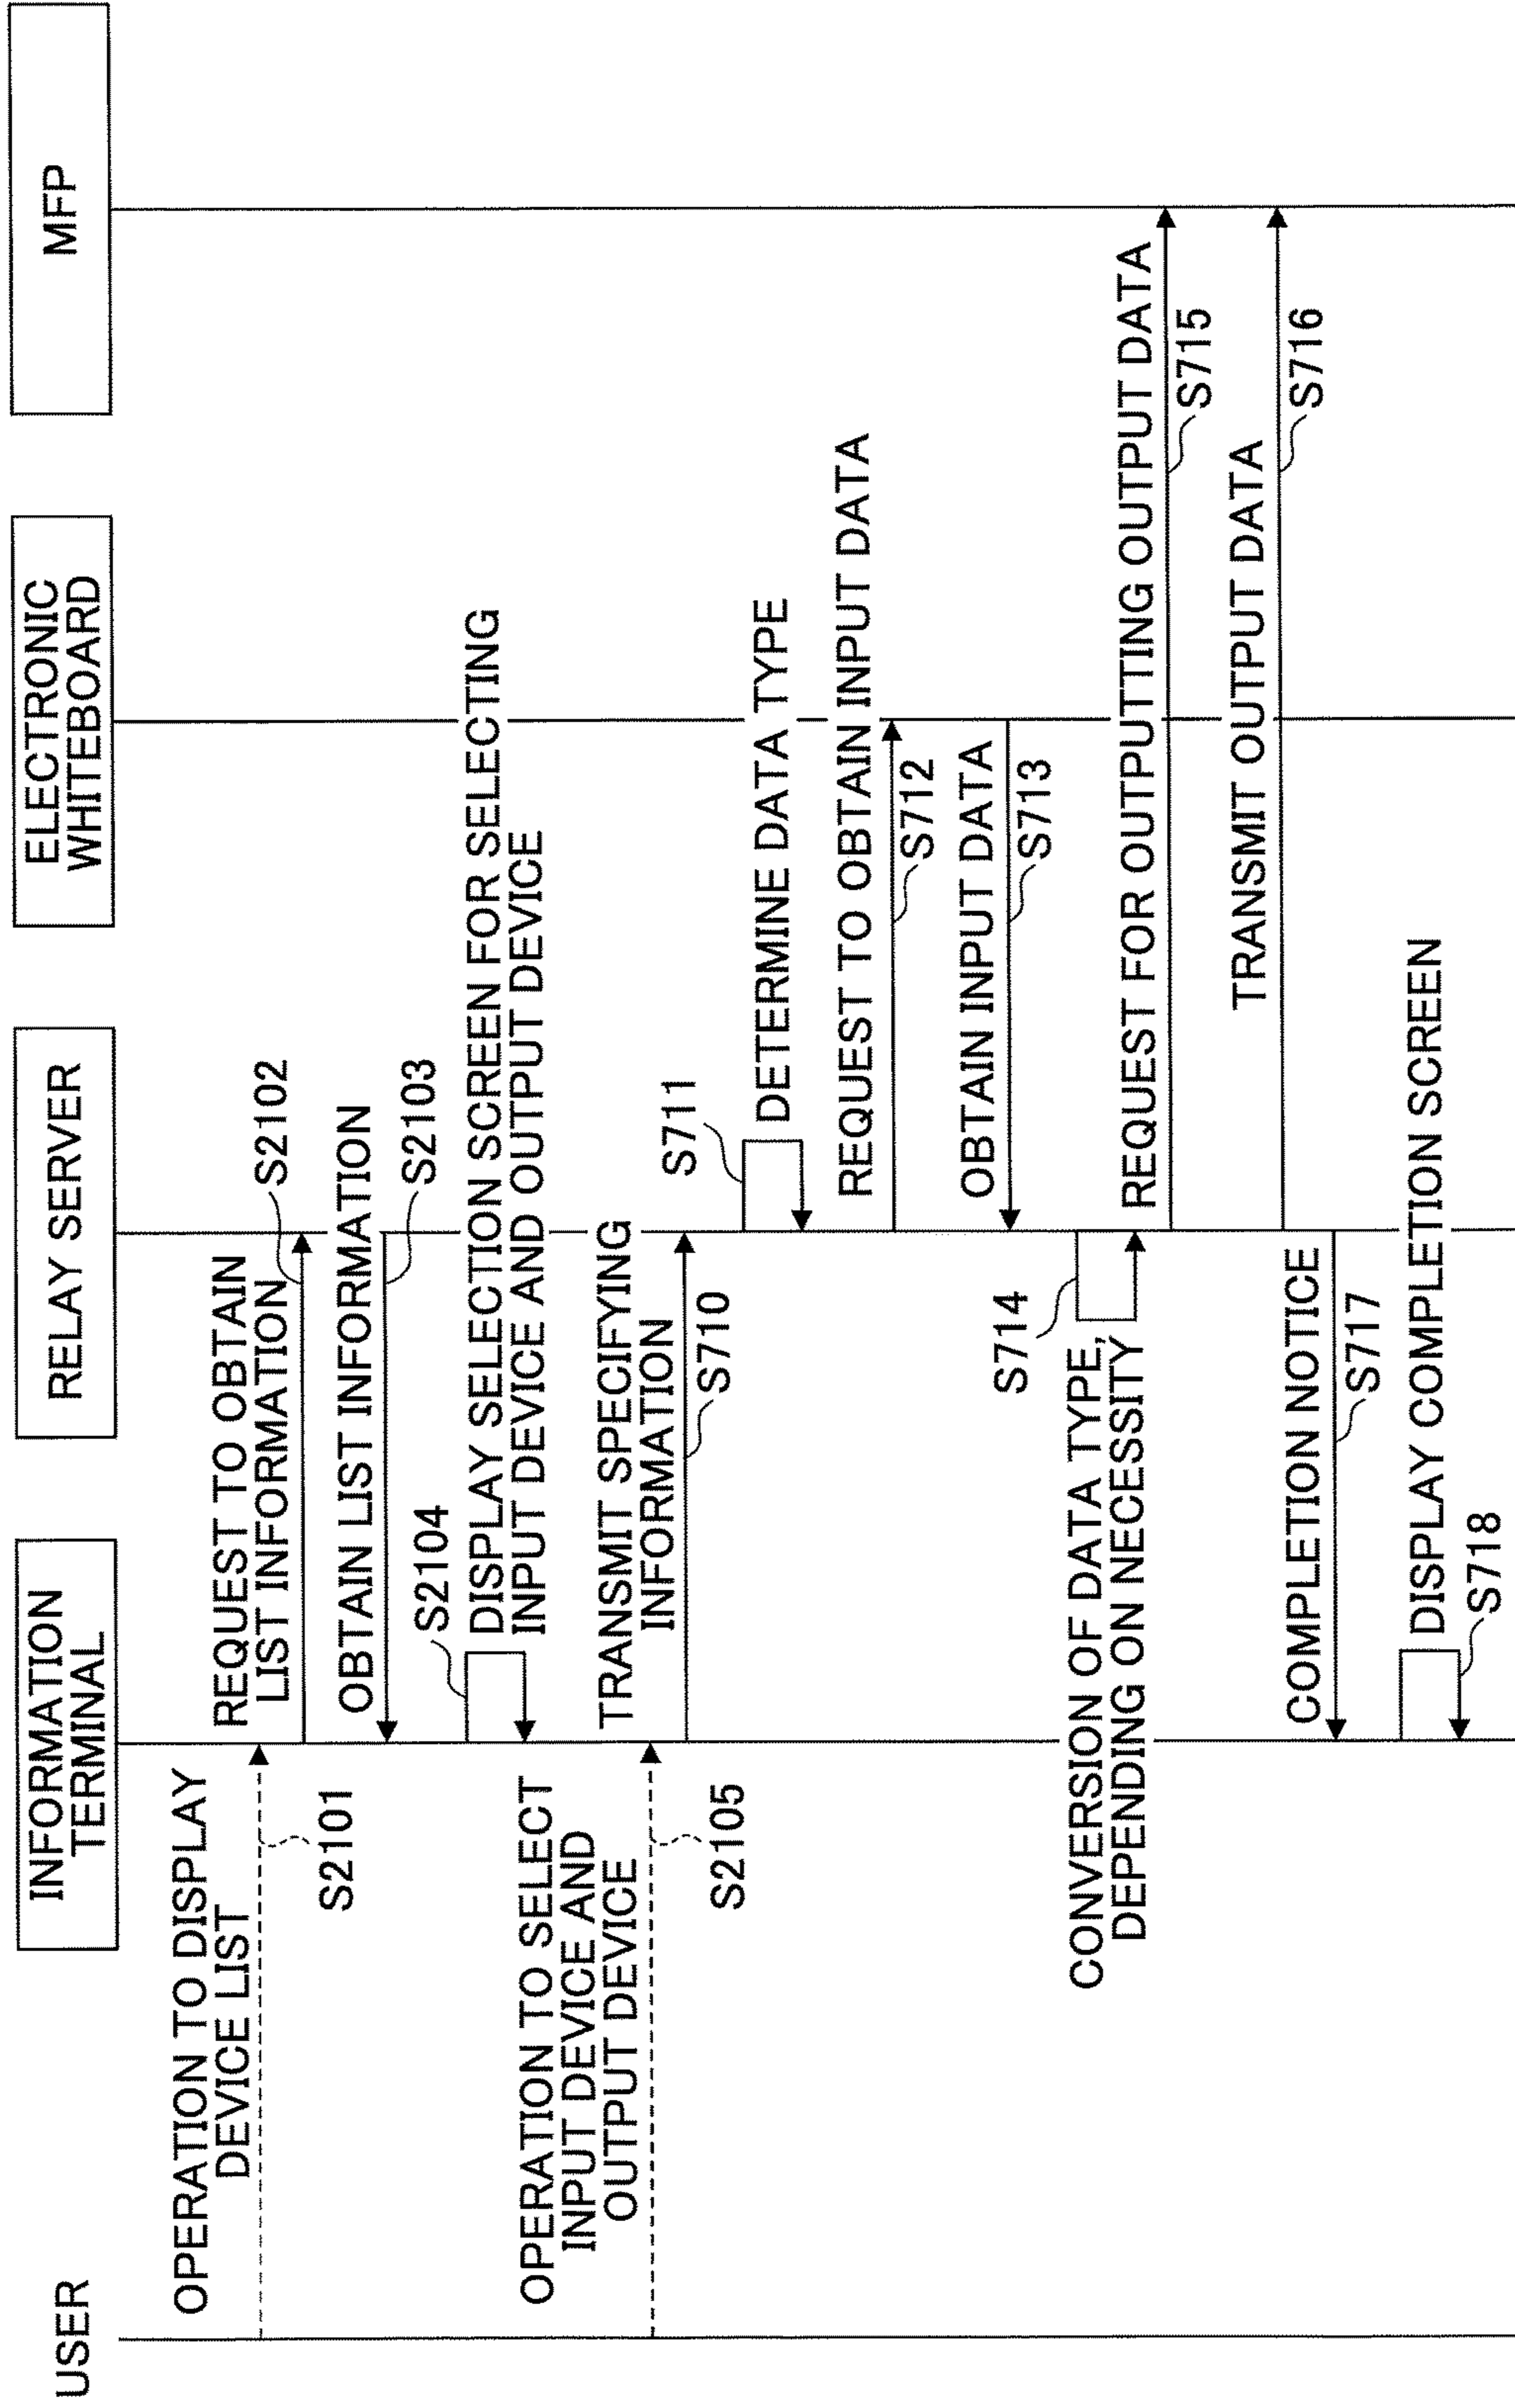 USER
INFORMATION
TERMINAL
RELAY SERVER
ELECTRONIC
WHITEBOARD
MFP
OPERATION TO DISPLAY
DEVICE LIST
S2101
REQUEST TO OBTAIN
LIST INFORMATION
S2102
OBTAIN LIST INFORMATION
S2103
S2104
DISPLAY SELECTION SCREEN FOR SELECTING
INPUT DEVICE AND OUTPUT DEVICE
OPERATION TO SELECT
INPUT DEVICE AND
OUTPUT DEVICE
S2105
TRANSMIT SPECIFYING
INFORMATION
S710
S711
DETERMINE DATA TYPE
REQUEST TO OBTAIN INPUT DATA
S712
OBTAIN INPUT DATA
S713
S714
CONVERSION OF DATA TYPE,
DEPENDING ON NECESSITY
REQUEST FOR OUTPUTTING OUTPUT DATA
S715
TRANSMIT OUTPUT DATA
S716
COMPLETION NOTICE
S717
DISPLAY COMPLETION SCREEN
S718